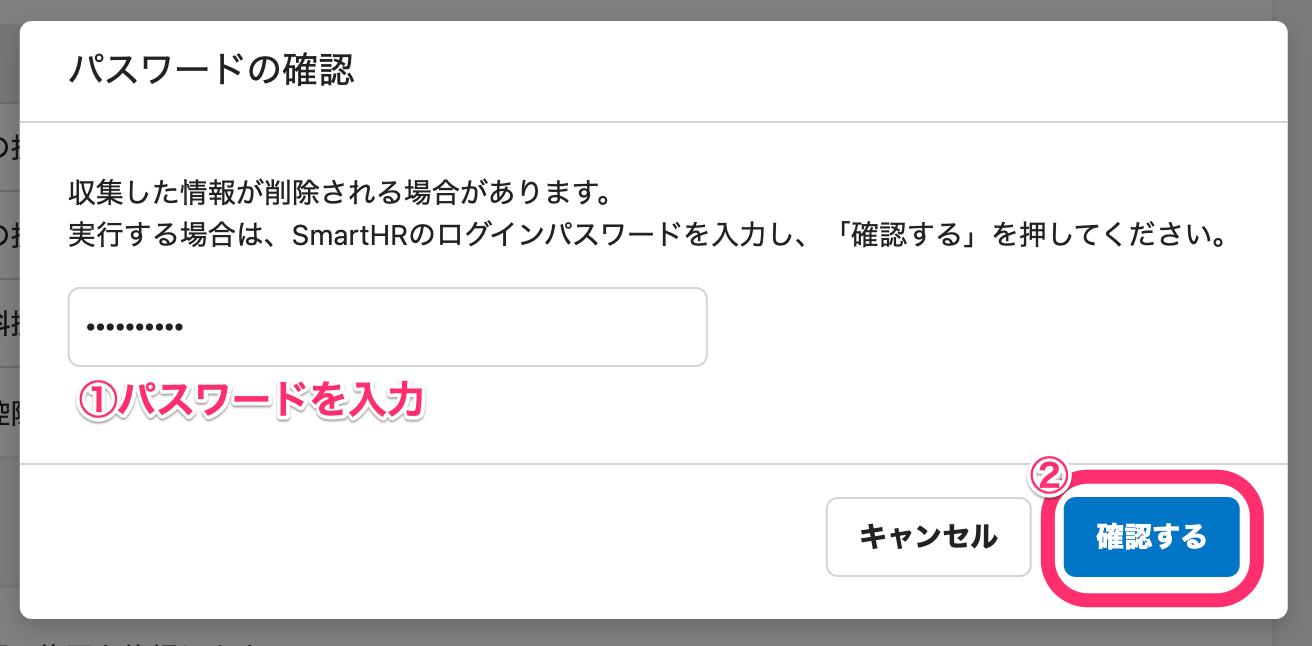 パスワードの確認
収集した情報が削除される場合があります。
実行する場合は、SmartHRのログインパスワードを入力し、「確認する」を押してください。
••••••••••
①パスワードを入力
②
キャンセル
確認する